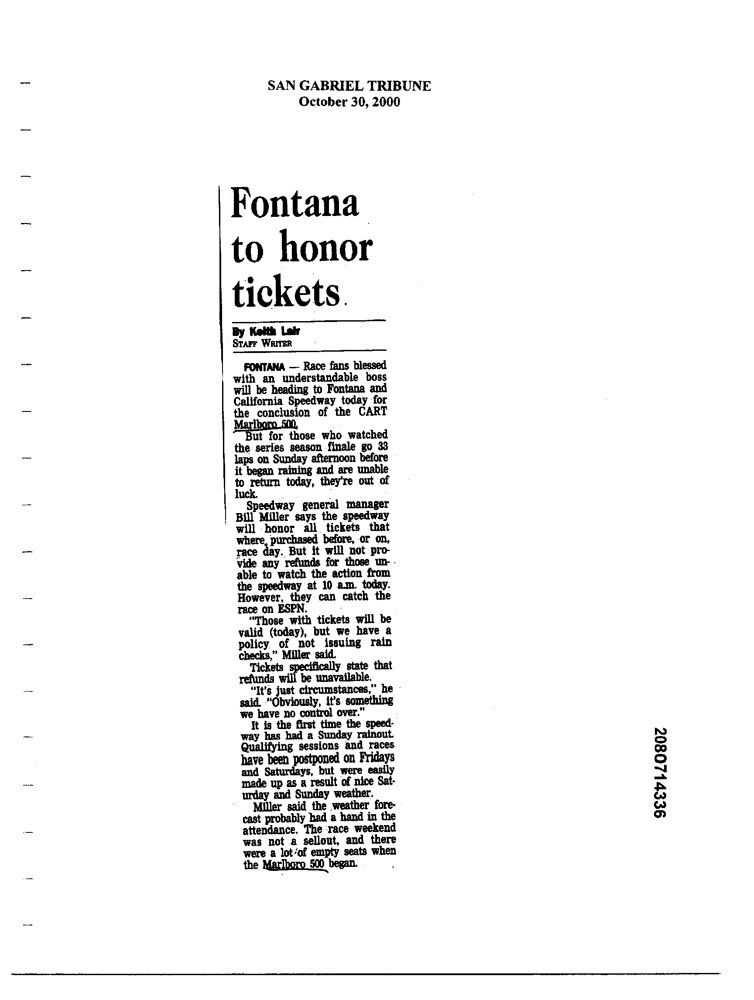 SAN GABRIEL TRIBUNE
October 30, 2000
Fontana
to honor
tickets.
By Keith Lair
STAFF WRITER
FONTANA — Race fans blessed
with an understandable boss
will be heading to Fontana and
California Speedway today for
the conclusion of the CART
Marlboro 500.
But for those who watched
the series season finale go 33
laps on Sunday afternoon before
it began raining and are unable
to return today, they're out of
luck.
Speedway general manager
Bill Miller says the speedway
will honor all tickets that
where purchased before, or on,
race day. But it will not pro-
vide any refunds for those un-
able to watch the action from
the speedway at 10 a.m. today.
However, they can catch the
race on ESPN.
"Those with tickets will be
valid (today), but we have a
policy of not issuing rain
checks," Miller said.
Tickets specifically state that
refunds will be unavailable.
"It's just circumstances," he
said. "Obviously, it's something
we have no control over."
It is the first time the speed-
way has had a Sunday rainout.
Qualifying sessions and races
have been postponed on Fridays
and Saturdays, but were easily
made up as a result of nice Sat-
urday and Sunday weather.
Miller said the weather fore-
cast probably had a hand in the
attendance. The race weekend
was not a sellout, and there
were a lot of empty seats when
the Marlboro 500 began.
2080714336